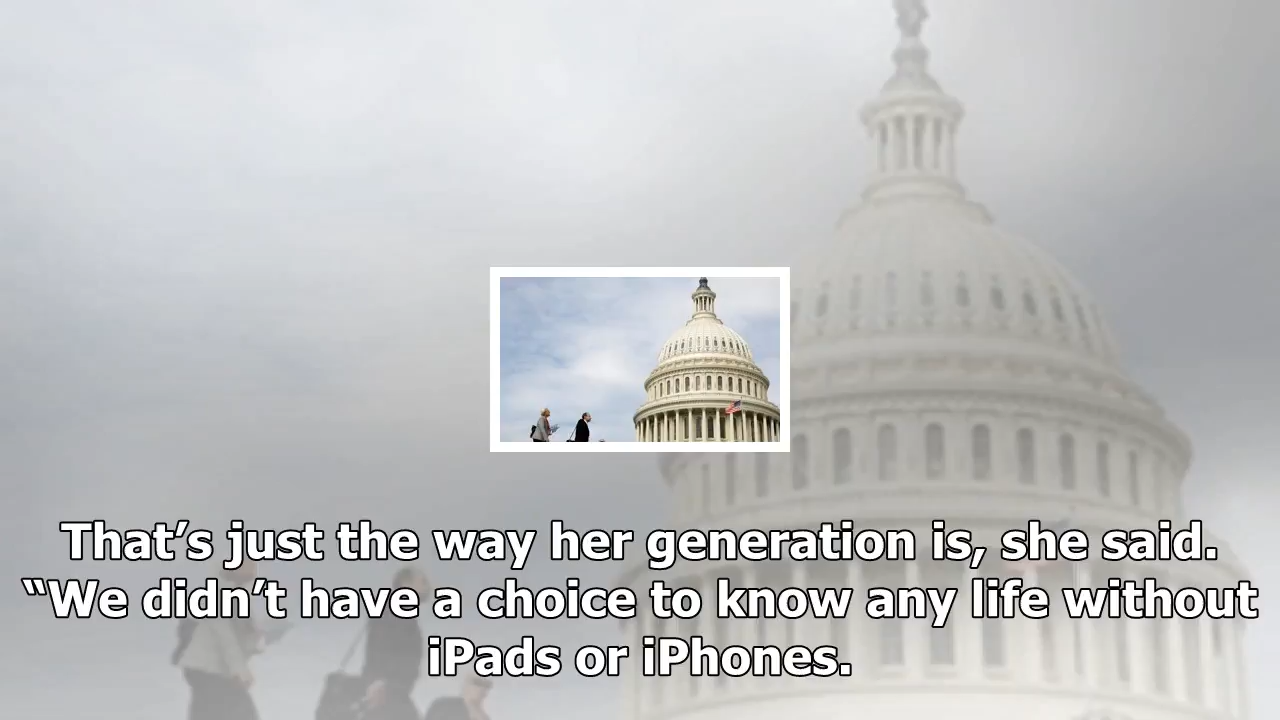 That’s just the way her generation is, she said.
“We didn’t have a choice to know any life without
iPads or iPhones.